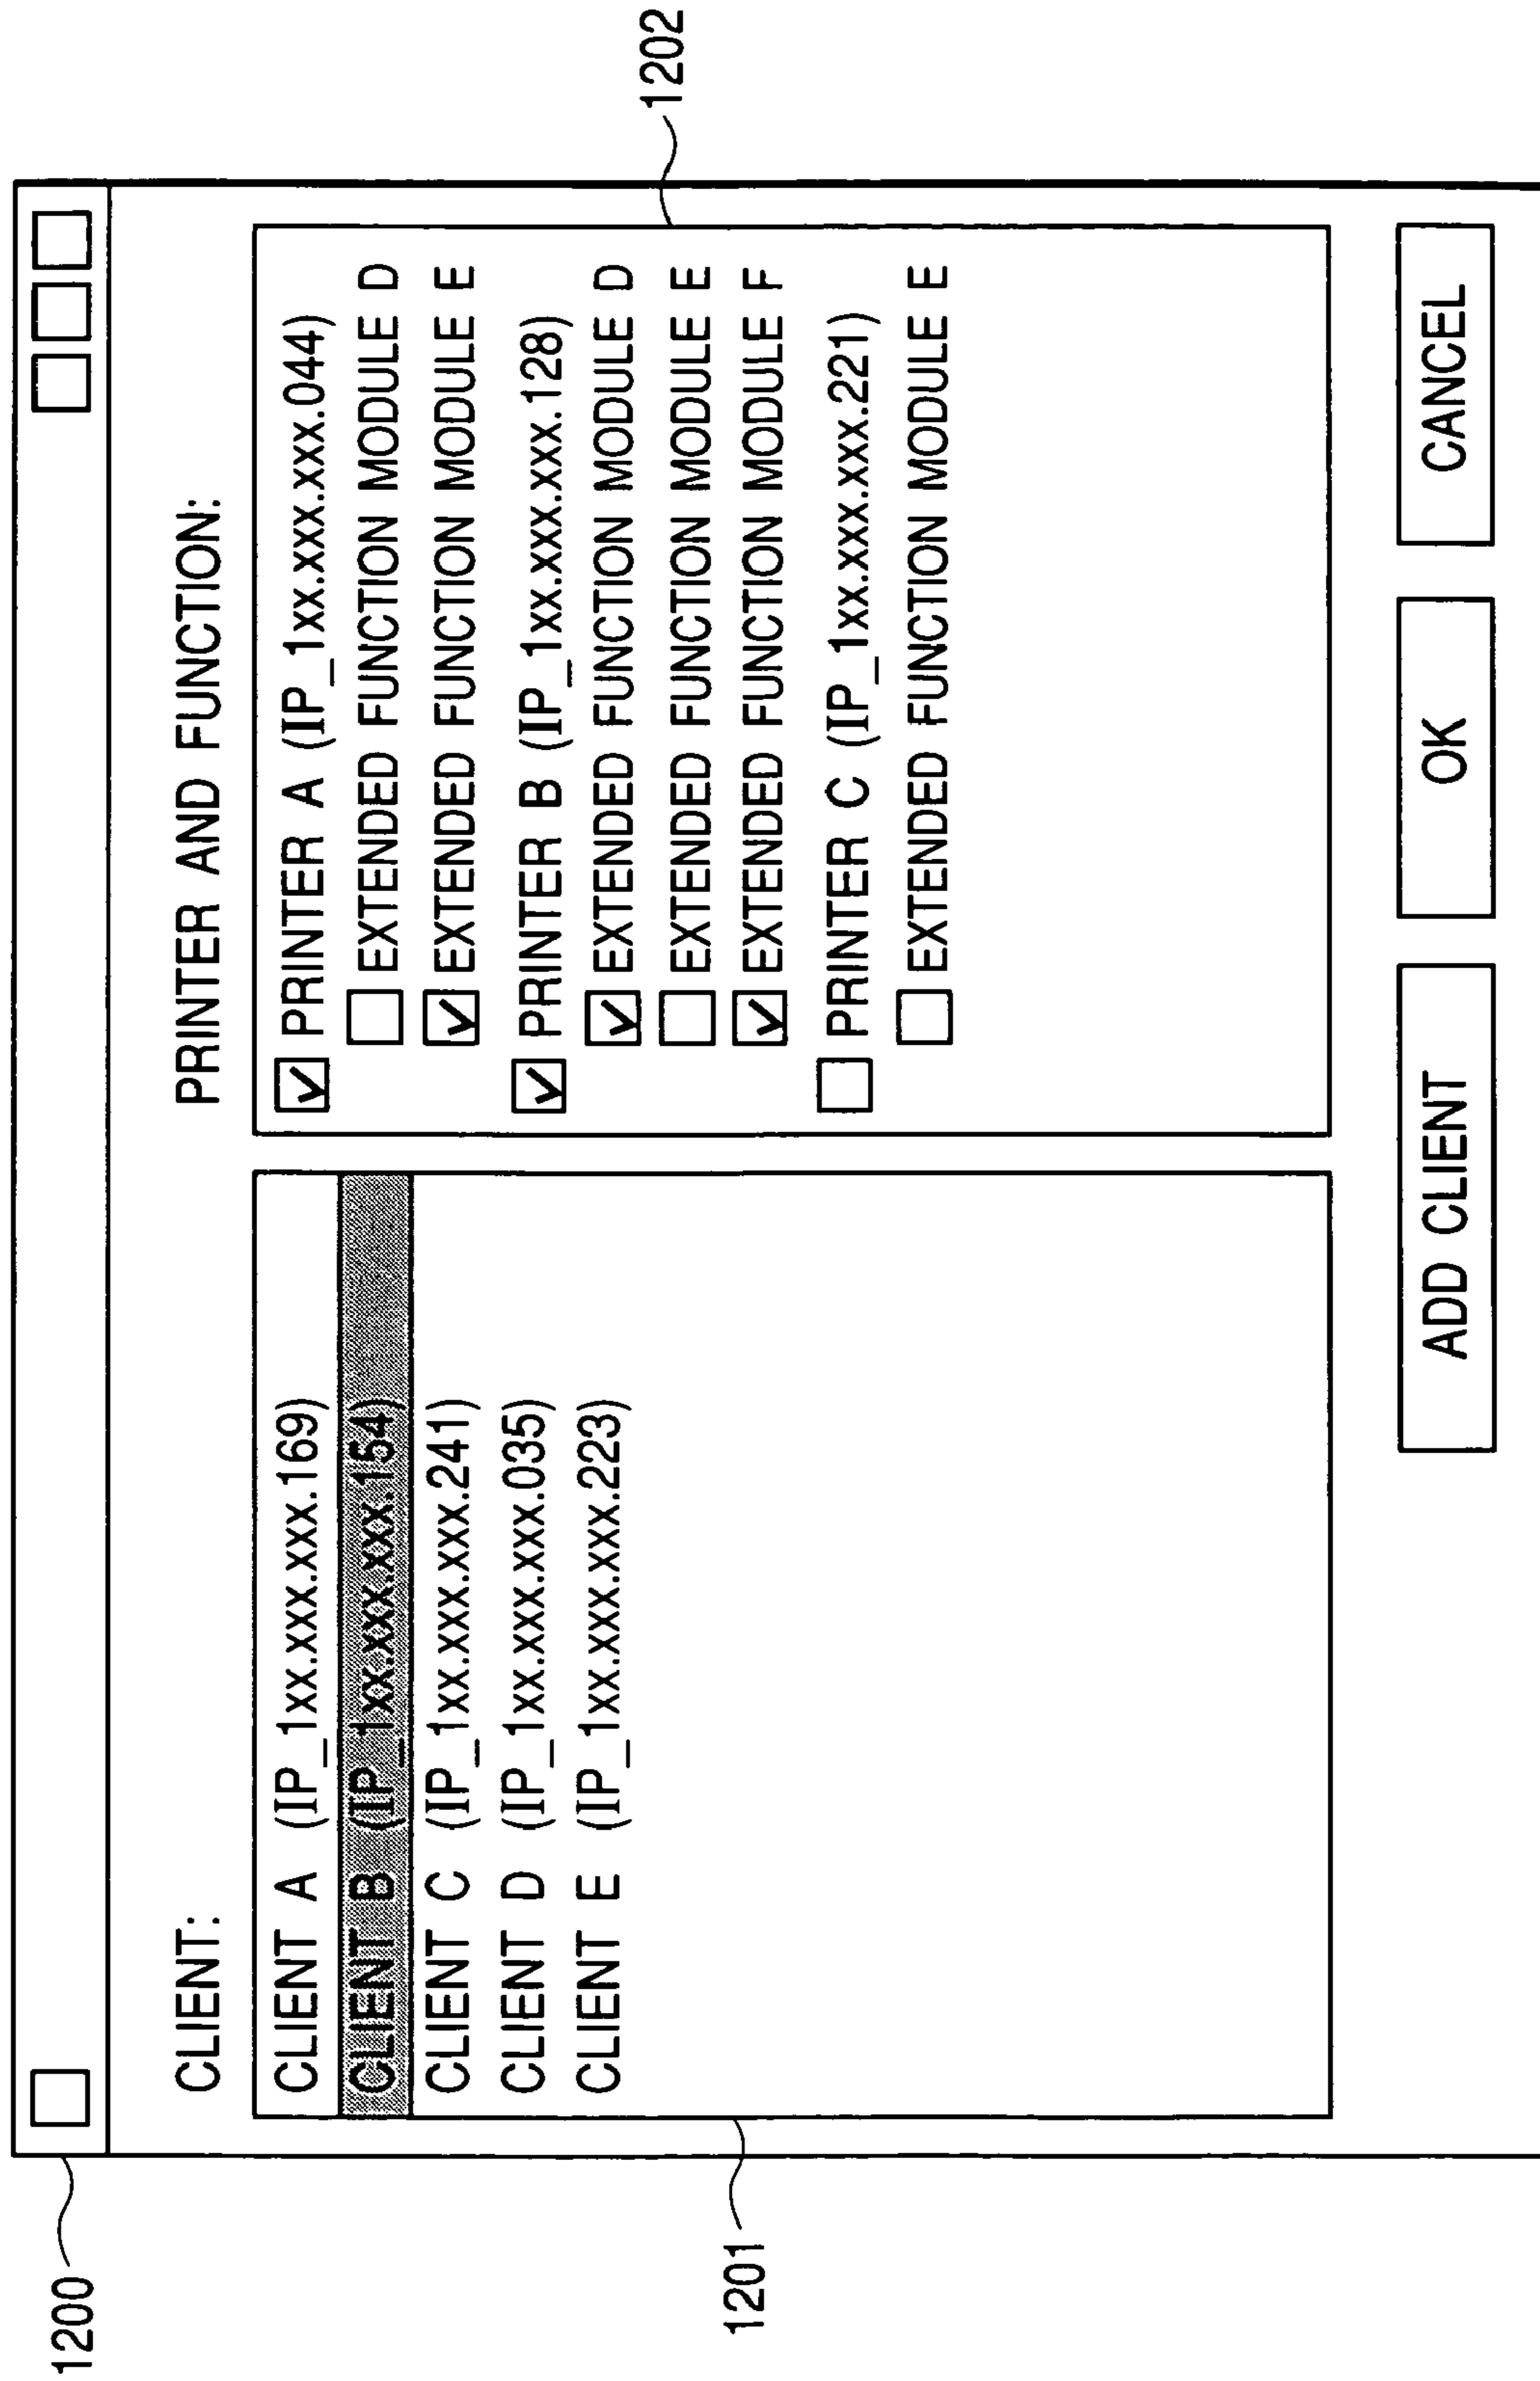 1200
CLIENT:
CLIENT A (IP_1xx.xxx.xxx.169)
CLIENT B (IP_1xx.xxx.xxx.154)
CLIENT C (IP_1xx.xxx.xxx.241)
CLIENT D (IP_1xx.xxx.xxx.035)
CLIENT E (IP_1xx.xxx.xxx.223)
1201
PRINTER AND FUNCTION:
PRINTER A (IP_1xx.xxx.xxx.044)
EXTENDED FUNCTION MODULE D
EXTENDED FUNCTION MODULE E
PRINTER B (IP_1xx.xxx.xxx.128)
EXTENDED FUNCTION MODULE D
EXTENDED FUNCTION MODULE E
EXTENDED FUNCTION MODULE F
PRINTER C (IP_1xx.xxx.xxx.221)
EXTENDED FUNCTION MODULE E
1202
ADD CLIENT
OK
CANCEL